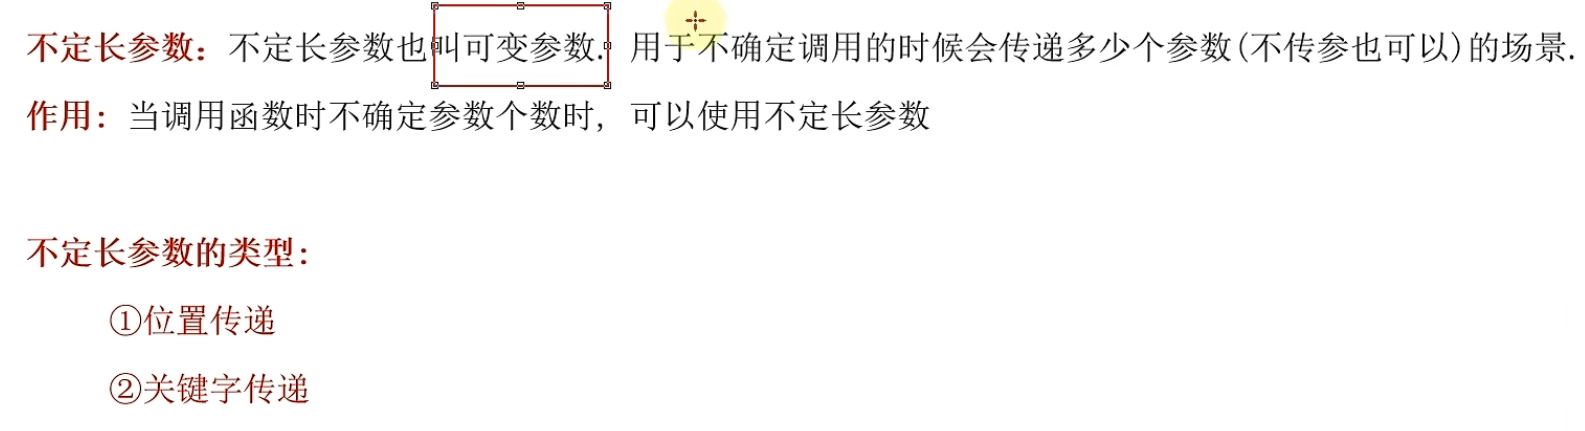 不定长参数：不定长参数也叫可变参数. 用于不确定调用的时候会传递多少个参数(不传参也可以)的场景.
作用：当调用函数时不确定参数个数时, 可以使用不定长参数
不定长参数的类型：
①位置传递
②关键字传递